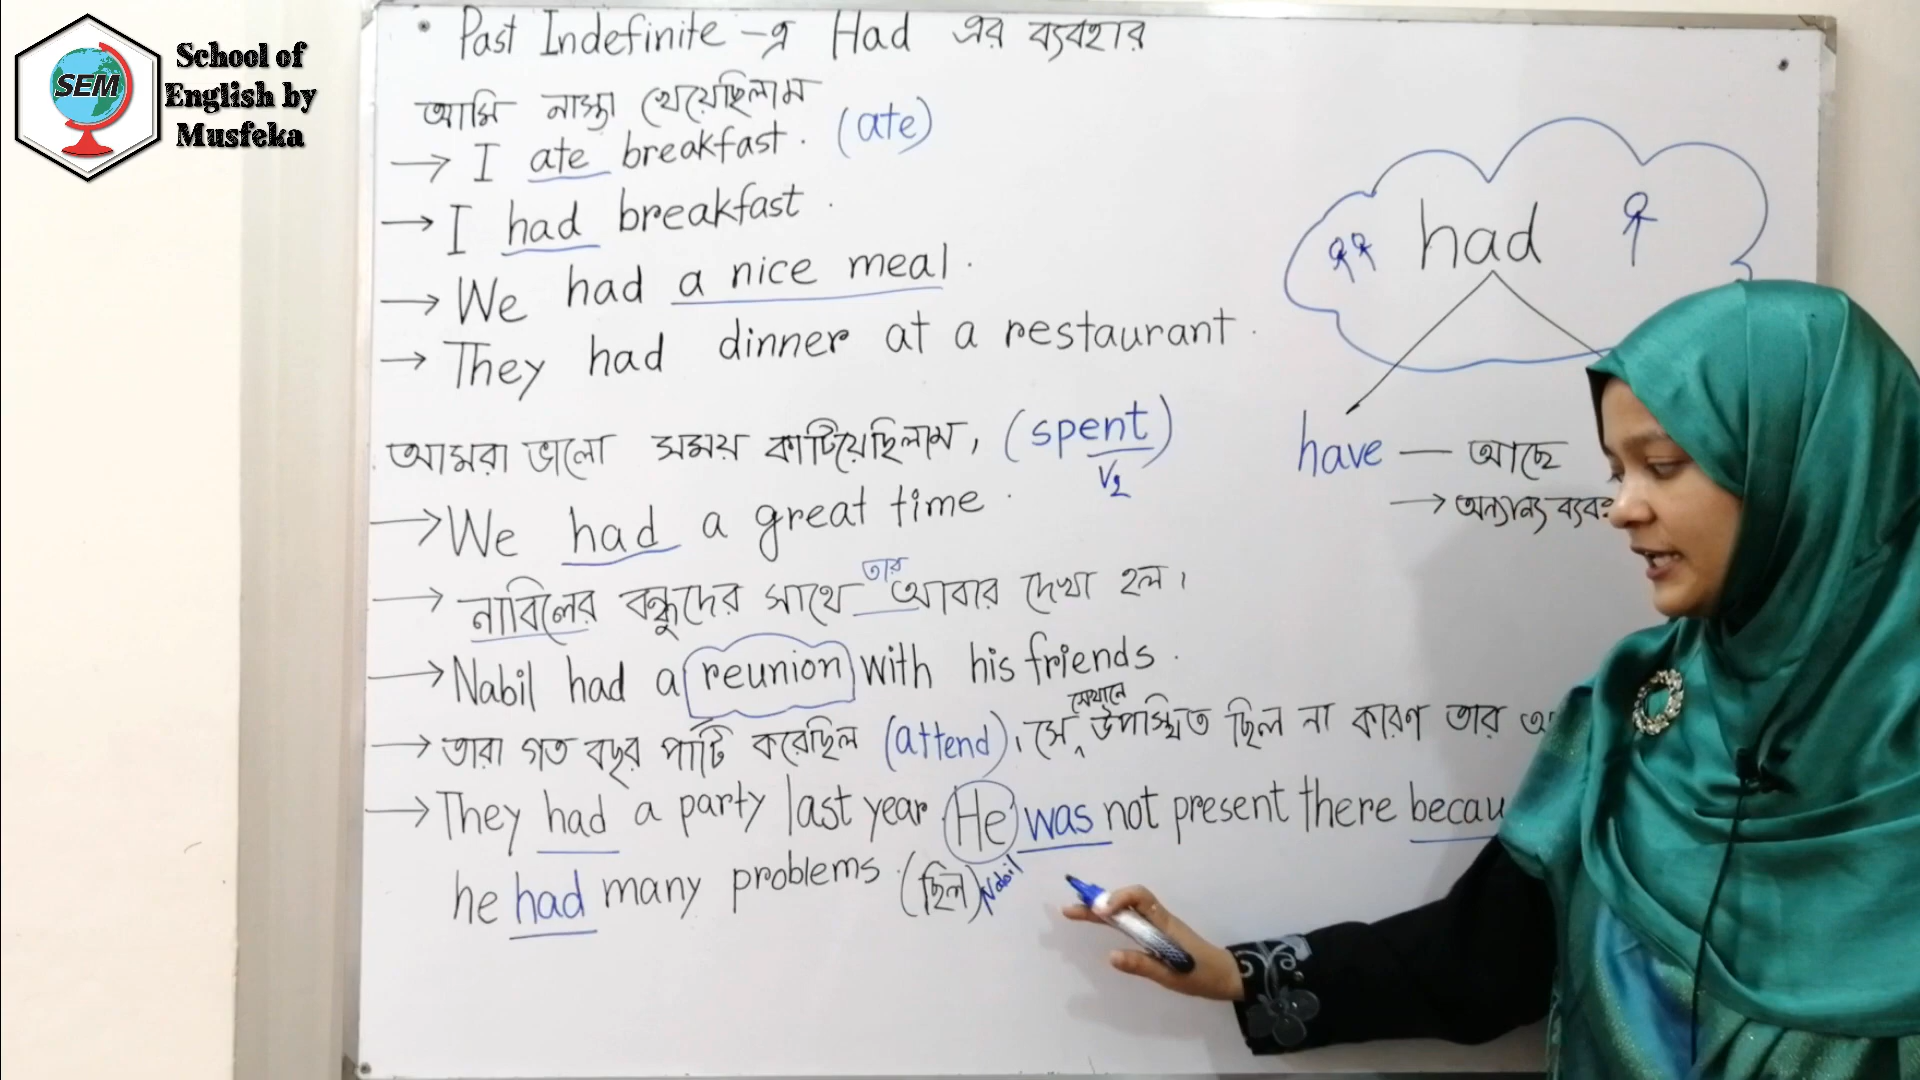 SEM
School of
English by
Musfeka
• Past Indefinite -এ Had এর ব্যবহার
আমি নাস্তা খেয়েছিলাম (ate)
→ I ate breakfast.
→ I had breakfast.
→ We had a nice meal.
→ They had dinner at a restaurant.
আমরা ভালো সময় কাটিয়েছিলাম, (spent)
V2
→ We had a great time.
→ নাবিলের বন্ধুদের সাথে তার আবার দেখা হল।
→ Nabil had a reunion with his friends.
→ তারা গত বছর পার্টি করেছিল (attend), সে সেখানে উপস্থিত ছিল না কারণ তার
→ They had a party last year. He was not present there
he had many problems. (ছিল) Nabil
had
have — আছে
→ অন্যান্য